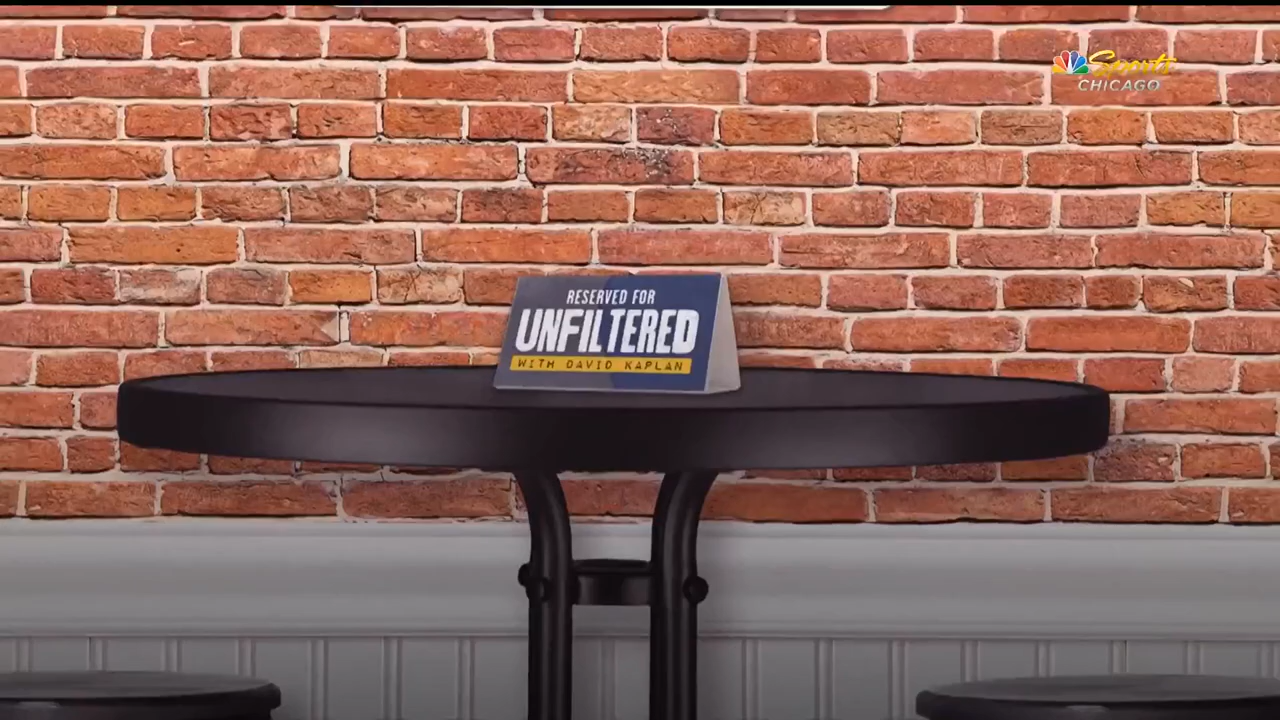 Sports
CHICAGO
RESERVED FOR
UNFILTERED
WITH DAVID KAPLAN